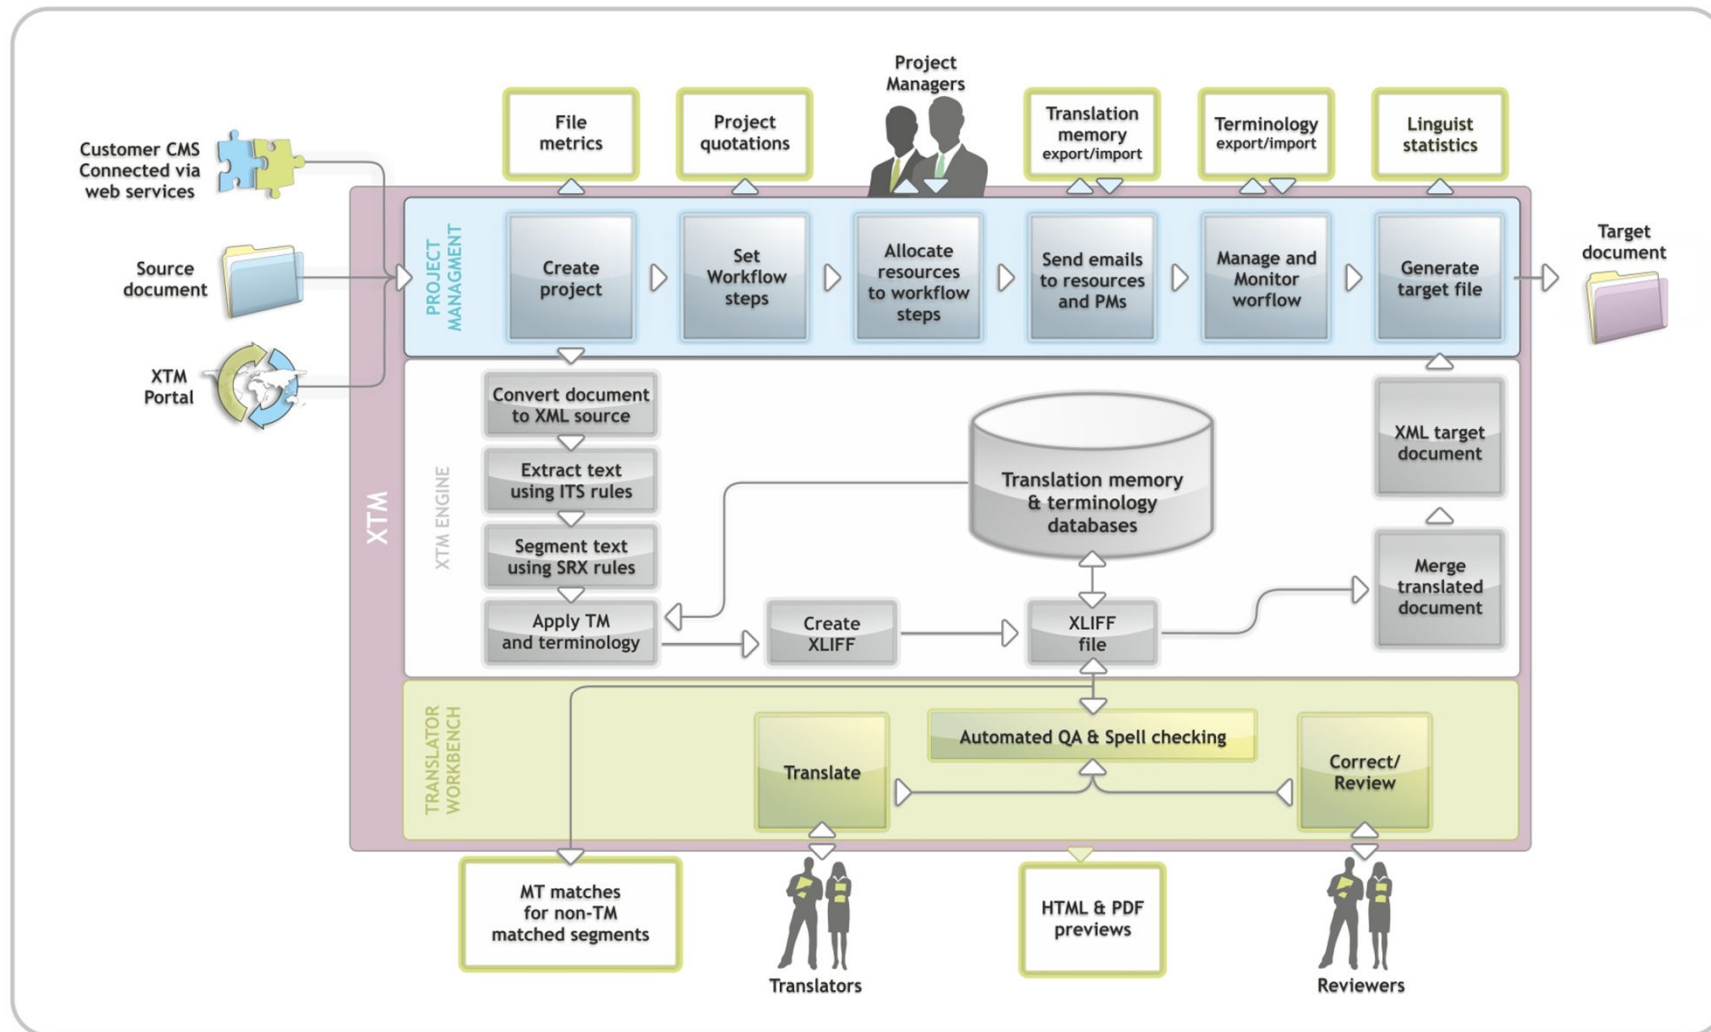 Project
Managers
File
metrics
Project
quotations
Translation
memory
export/import
Terminology
export/import
Linguist
statistics
Customer CMS
Connected via
web services
Source
document
XTM
Portal
XTM
PROJECT
MANAGMENT
Create
project
Set
Workflow
steps
Allocate
resources
to workflow
steps
Send emails
to resources
and PMs
Manage and
Monitor
worflow
Generate
target file
Target
document
XTM ENGINE
Convert document
to XML source
Extract text
using ITS rules
Segment text
using SRX rules
Apply TM
and terminology
Create
XLIFF
XLIFF
file
Translation memory
& terminology
databases
XML target
document
Merge
translated
document
TRANSLATOR
WORKBENCH
Translate
Automated QA & Spell checking
Correct/
Review
MT matches
for non-TM
matched segments
Translators
HTML & PDF
previews
Reviewers